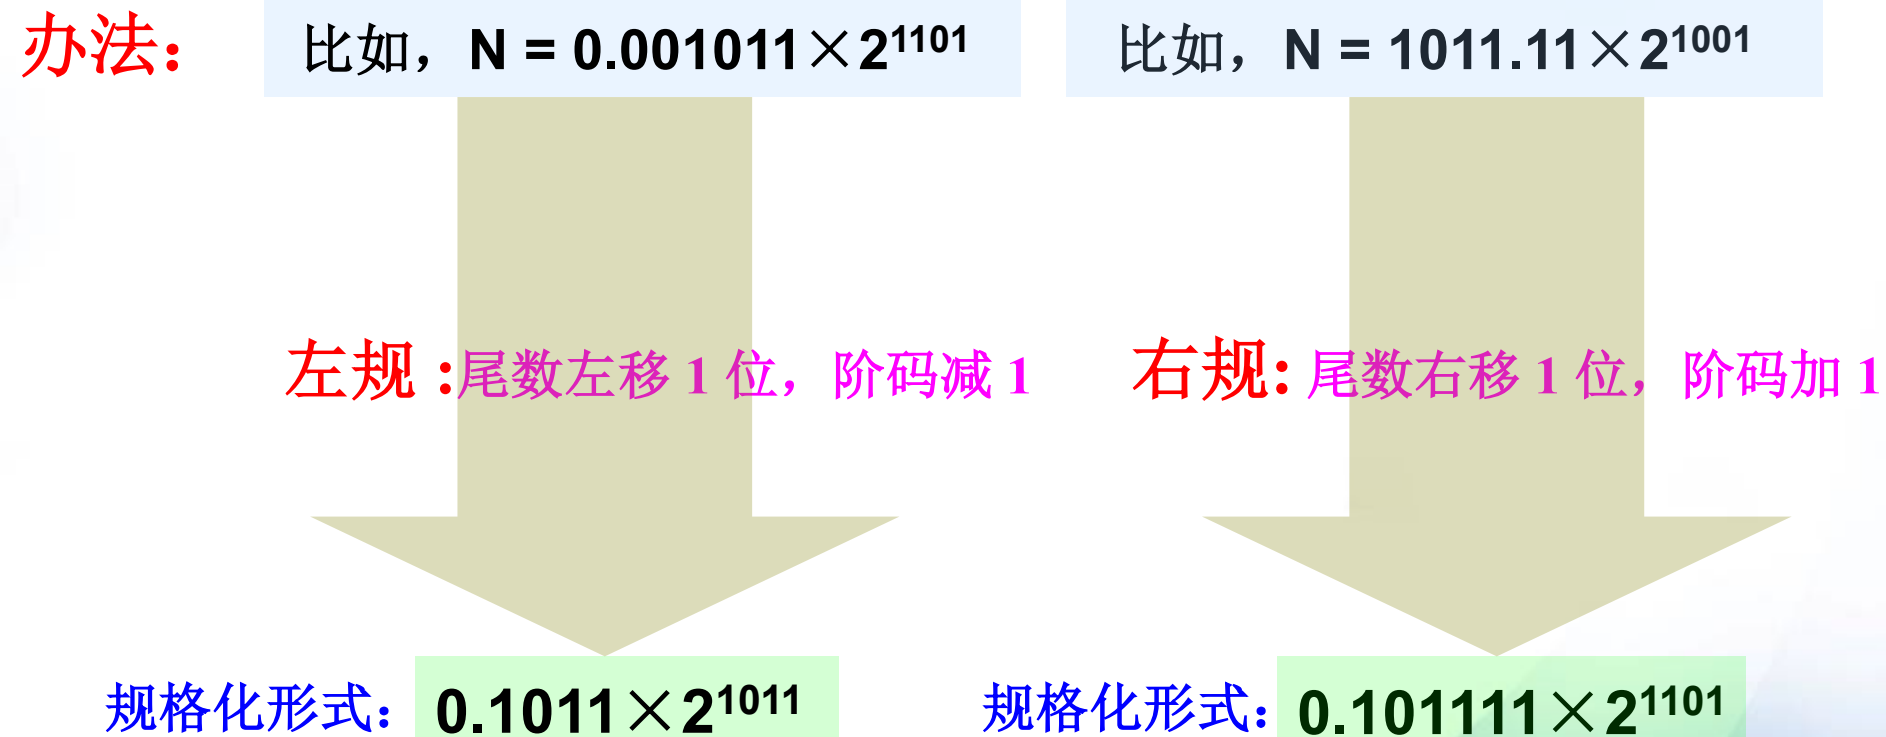 办法：
比如，N = 0.001011×2¹¹⁰¹
比如，N = 1011.11×2¹⁰⁰¹
左规：尾数左移 1 位，阶码减 1
右规：尾数右移 1 位，阶码加 1
规格化形式：0.1011×2¹⁰¹¹
规格化形式：0.101111×2¹¹⁰¹